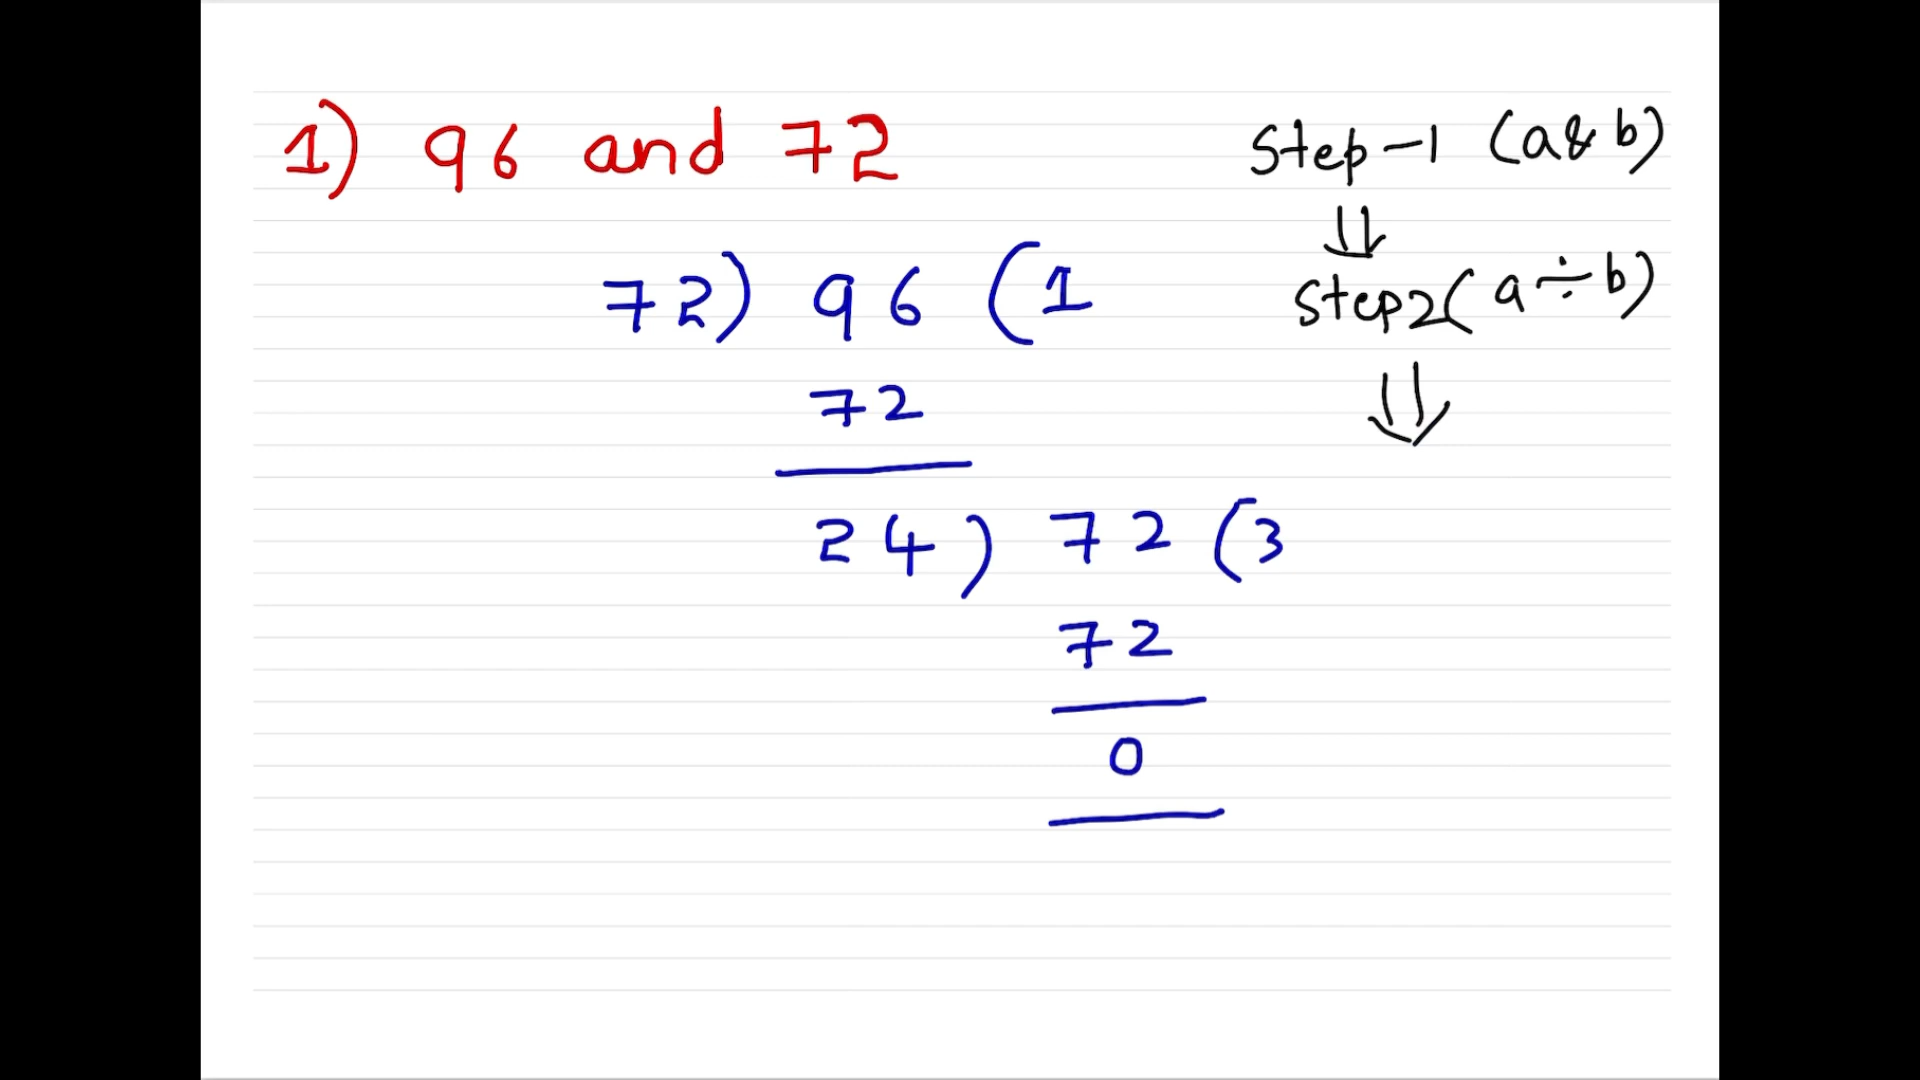 1) 96 and 72
Step-1 (a & b)
⇓
72) 96 (1
Step2 (a ÷ b)
⇓
72
24) 72 (3
72
0